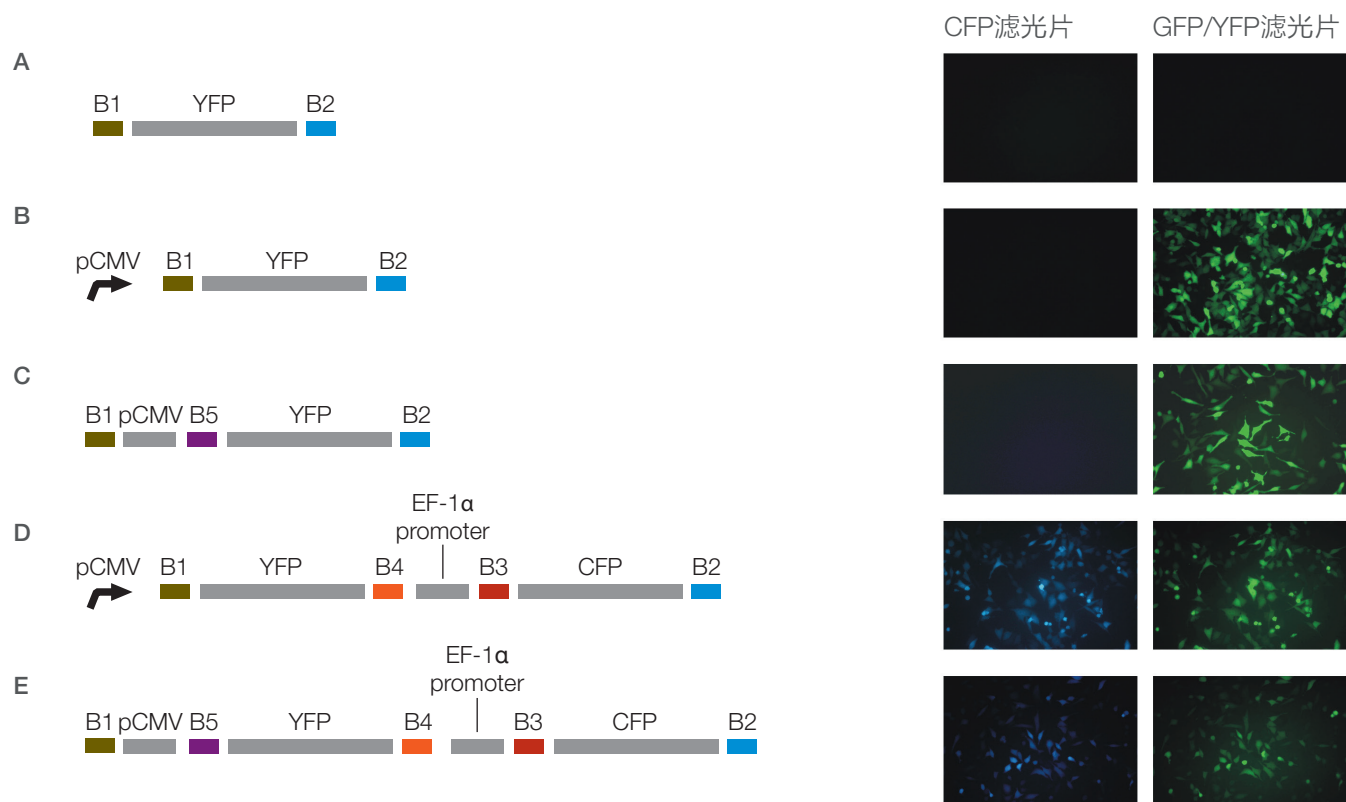 CFP滤光片 GFP/YFP滤光片
A
B1 YFP B2
B
pCMV B1 YFP B2
C
B1 pCMV B5 YFP B2
D
EF-1α
promoter
pCMV B1 YFP B4 B3 CFP B2
E
EF-1α
promoter
B1 pCMV B5 YFP B4 B3 CFP B2